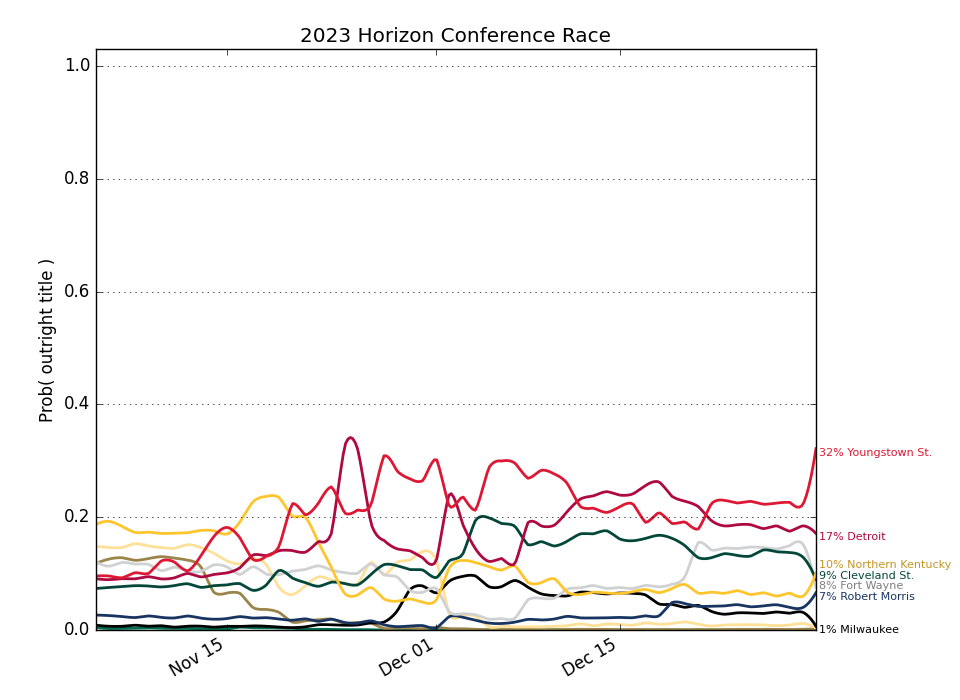 2023 Horizon Conference Race
Prob( outright title )
1.0
0.8
0.6
0.4
0.2
0.0
Nov 15
Dec 01
Dec 15
32% Youngstown St.
17% Detroit
10% Northern Kentucky
9% Cleveland St.
8% Fort Wayne
7% Robert Morris
1% Milwaukee